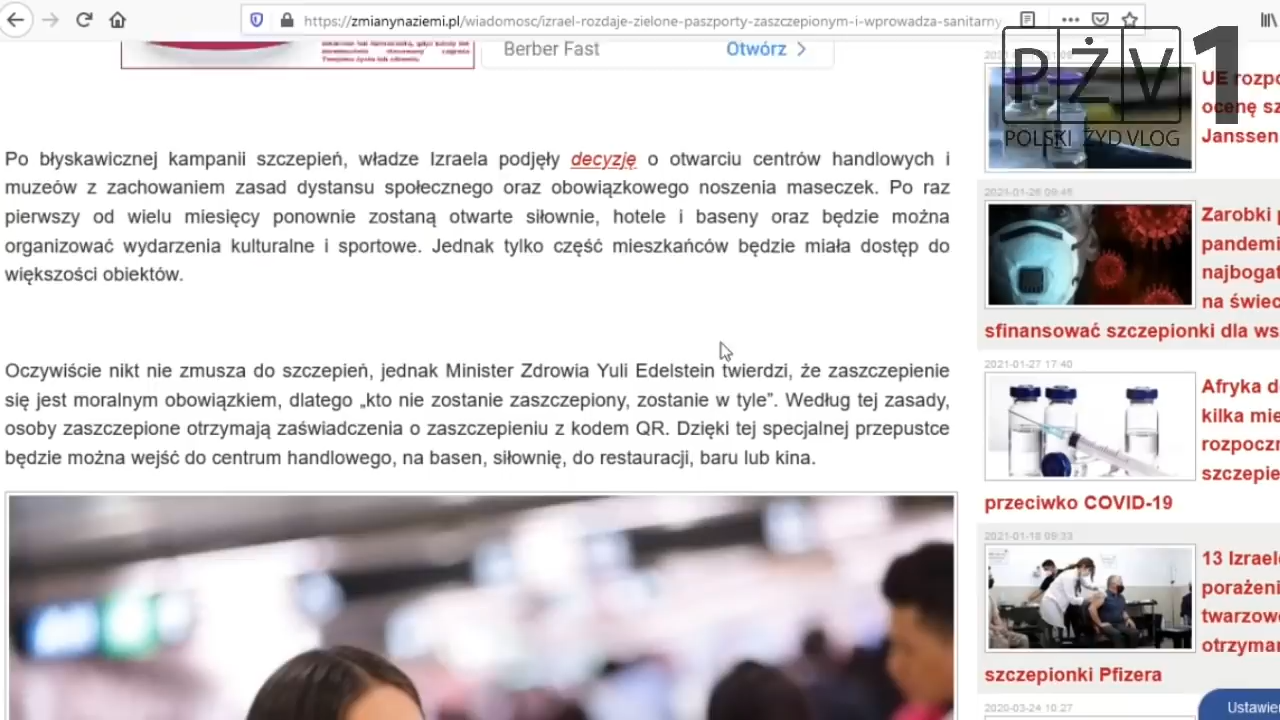 https://zmianynaziemi.pl/wiadomosc/izrael-rozdaje-zielone-paszporty-zaszczepionym-i-wprowadza-sanitarny
Berber Fast
Otwórz
PŻV1
POLSKI ŻYD VLOG
Po błyskawicznej kampanii szczepień, władze Izraela podjęły decyzję o otwarciu centrów handlowych i
muzeów z zachowaniem zasad dystansu społecznego oraz obowiązkowego noszenia maseczek. Po raz
pierwszy od wielu miesięcy ponownie zostaną otwarte siłownie, hotele i baseny oraz będzie można
organizować wydarzenia kulturalne i sportowe. Jednak tylko część mieszkańców będzie miała dostęp do
większości obiektów.
Oczywiście nikt nie zmusza do szczepień, jednak Minister Zdrowia Yuli Edelstein twierdzi, że zaszczepienie
się jest moralnym obowiązkiem, dlatego „kto nie zostanie zaszczepiony, zostanie w tyle”. Według tej zasady,
osoby zaszczepione otrzymają zaświadczenia o zaszczepieniu z kodem QR. Dzięki tej specjalnej przepustce
będzie można wejść do centrum handlowego, na basen, siłownię, do restauracji, baru lub kina.
UE rozpo
ocenę sz
Janssen
2021-01-26 09:46
Zarobki
pandemi
najbogat
na świec
sfinansować szczepionki dla ws
2021-01-27 17:40
Afryka d
kilka mie
rozpoczn
szczepie
przeciwko COVID-19
2021-01-18 09:33
13 Izrael
porażeni
twarzow
otrzyma
szczepionki Pfizera
2020-03-24 10:27
Ustawie